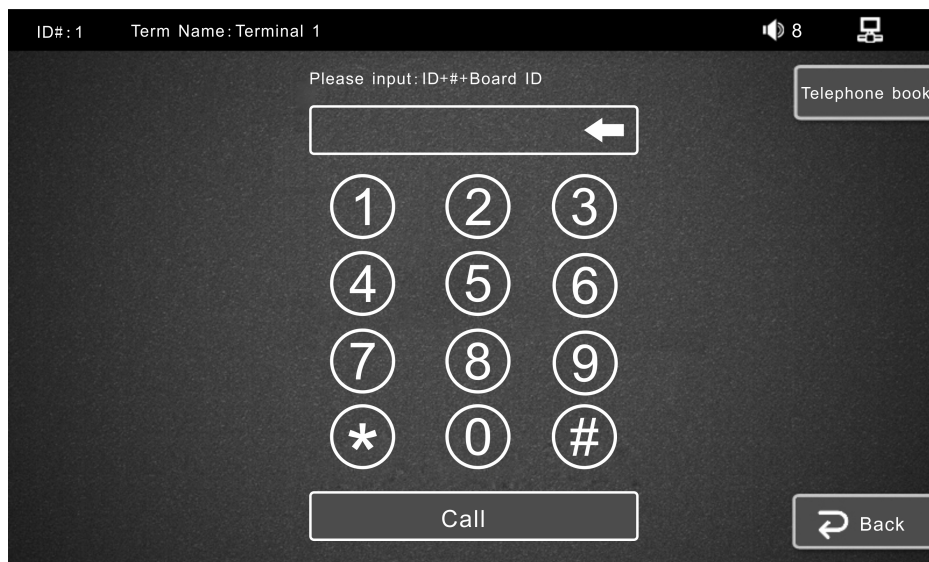 ID#:1 Term Name:Terminal 1 8
Please input:ID+#+Board ID
Telephone book
1 2 3
4 5 6
7 8 9
* 0 #
Call
Back